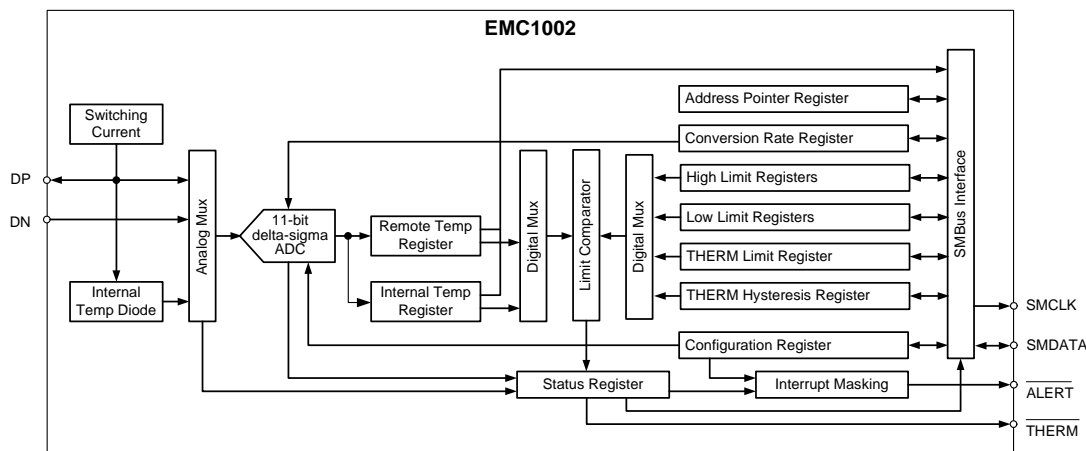 EMC1002
Switching
Current
DP
DN
Analog Mux
Internal
Temp Diode
11-bit
delta-sigma
ADC
Remote Temp
Register
Internal Temp
Register
Digital Mux
Limit Comparator
Digital Mux
Address Pointer Register
Conversion Rate Register
High Limit Registers
Low Limit Registers
THERM Limit Register
THERM Hysteresis Register
Configuration Register
Status Register
Interrupt Masking
SMBus Interface
SMCLK
SMDATA
ALERT
THERM